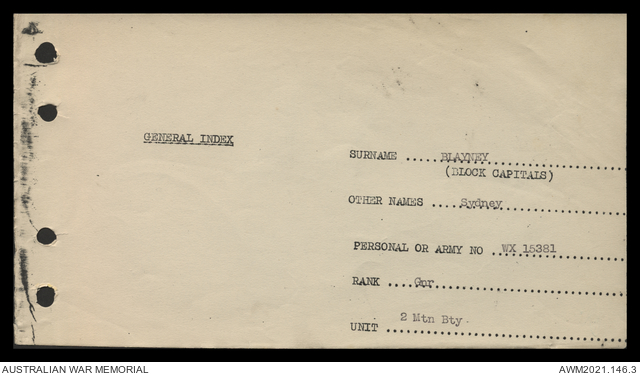 GENERAL INDEX
SURNAME .... BLAYNEY
(BLOCK CAPITALS)
OTHER NAMES .... Sydney
PERSONAL OR ARMY NO .. WX 15381
RANK .... Gnr
UNIT .. 2 Mtn Bty.
AUSTRALIAN WAR MEMORIAL
AWM2021.146.3